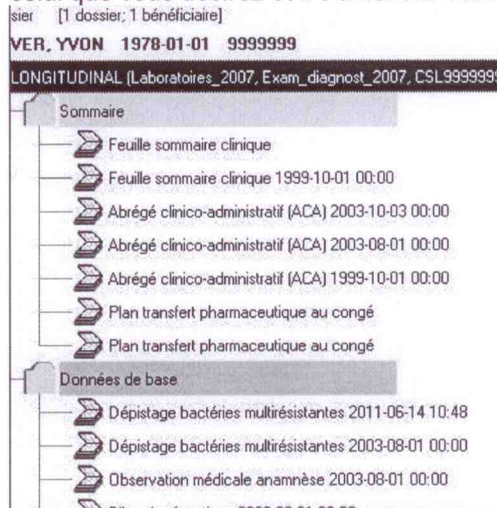 sier [1 dossier; 1 bénéficiaire]
VER, YVON 1978-01-01 9999999
LONGITUDINAL (Laboratoires_2007, Exam_diagnost_2007, CSL9999999
Sommaire
Feuille sommaire clinique
Feuille sommaire clinique 1999-10-01 00:00
Abrégé clinico-administratif (ACA) 2003-10-03 00:00
Abrégé clinico-administratif (ACA) 2003-08-01 00:00
Abrégé clinico-administratif (ACA) 1999-10-01 00:00
Plan transfert pharmaceutique au congé
Plan transfert pharmaceutique au congé
Données de base
Dépistage bactéries multirésistantes 2011-06-14 10:48
Dépistage bactéries multirésistantes 2003-08-01 00:00
Observation médicale anamnèse 2003-08-01 00:00